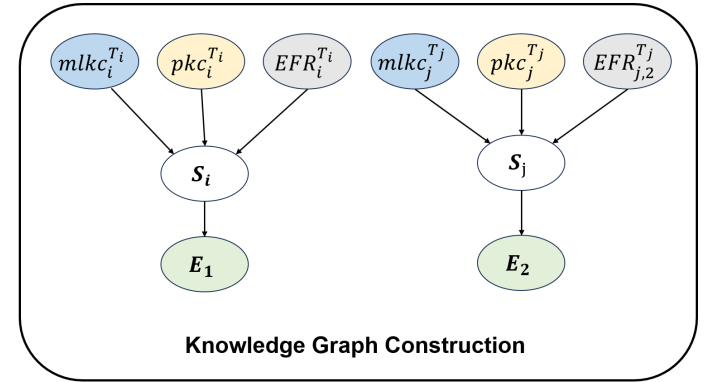 mlkc_i^{T_i} pkc_i^{T_i} EFR_i^{T_i} mlkc_j^{T_j} pkc_j^{T_j} EFR_{j,2}^{T_j}
S_i S_j
E_1 E_2
Knowledge Graph Construction